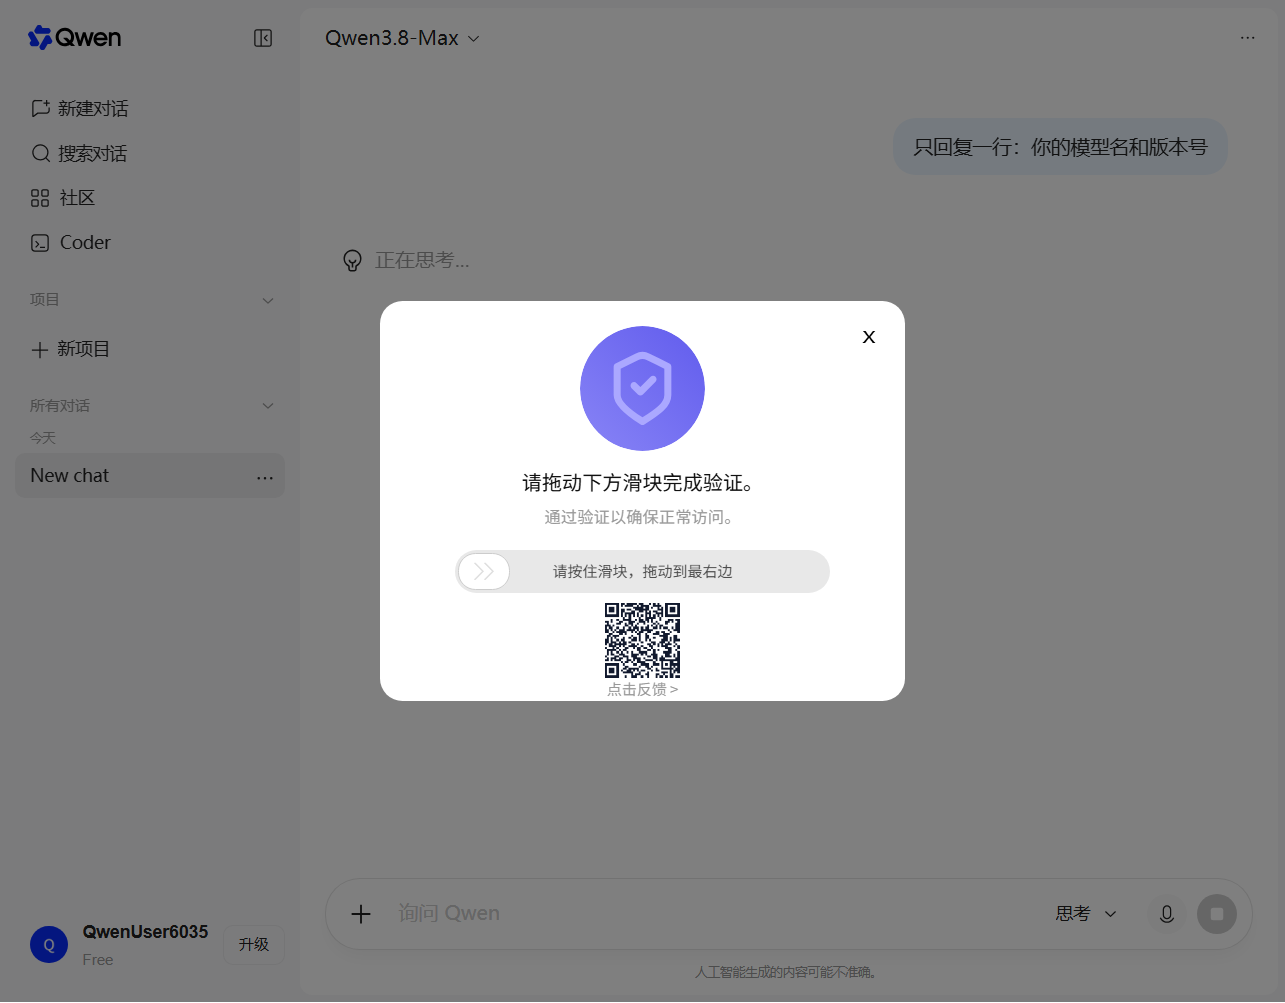 Qwen
新建对话
搜索对话
社区
Coder
项目
新项目
所有对话
今天
New chat
QwenUser6035
Free
升级
Qwen3.8-Max
只回复一行：你的模型名和版本号
正在思考...
X
请拖动下方滑块完成验证。
通过验证以确保正常访问。
请按住滑块，拖动到最右边
点击反馈 >
询问 Qwen
思考
人工智能生成的内容可能不准确。
Q